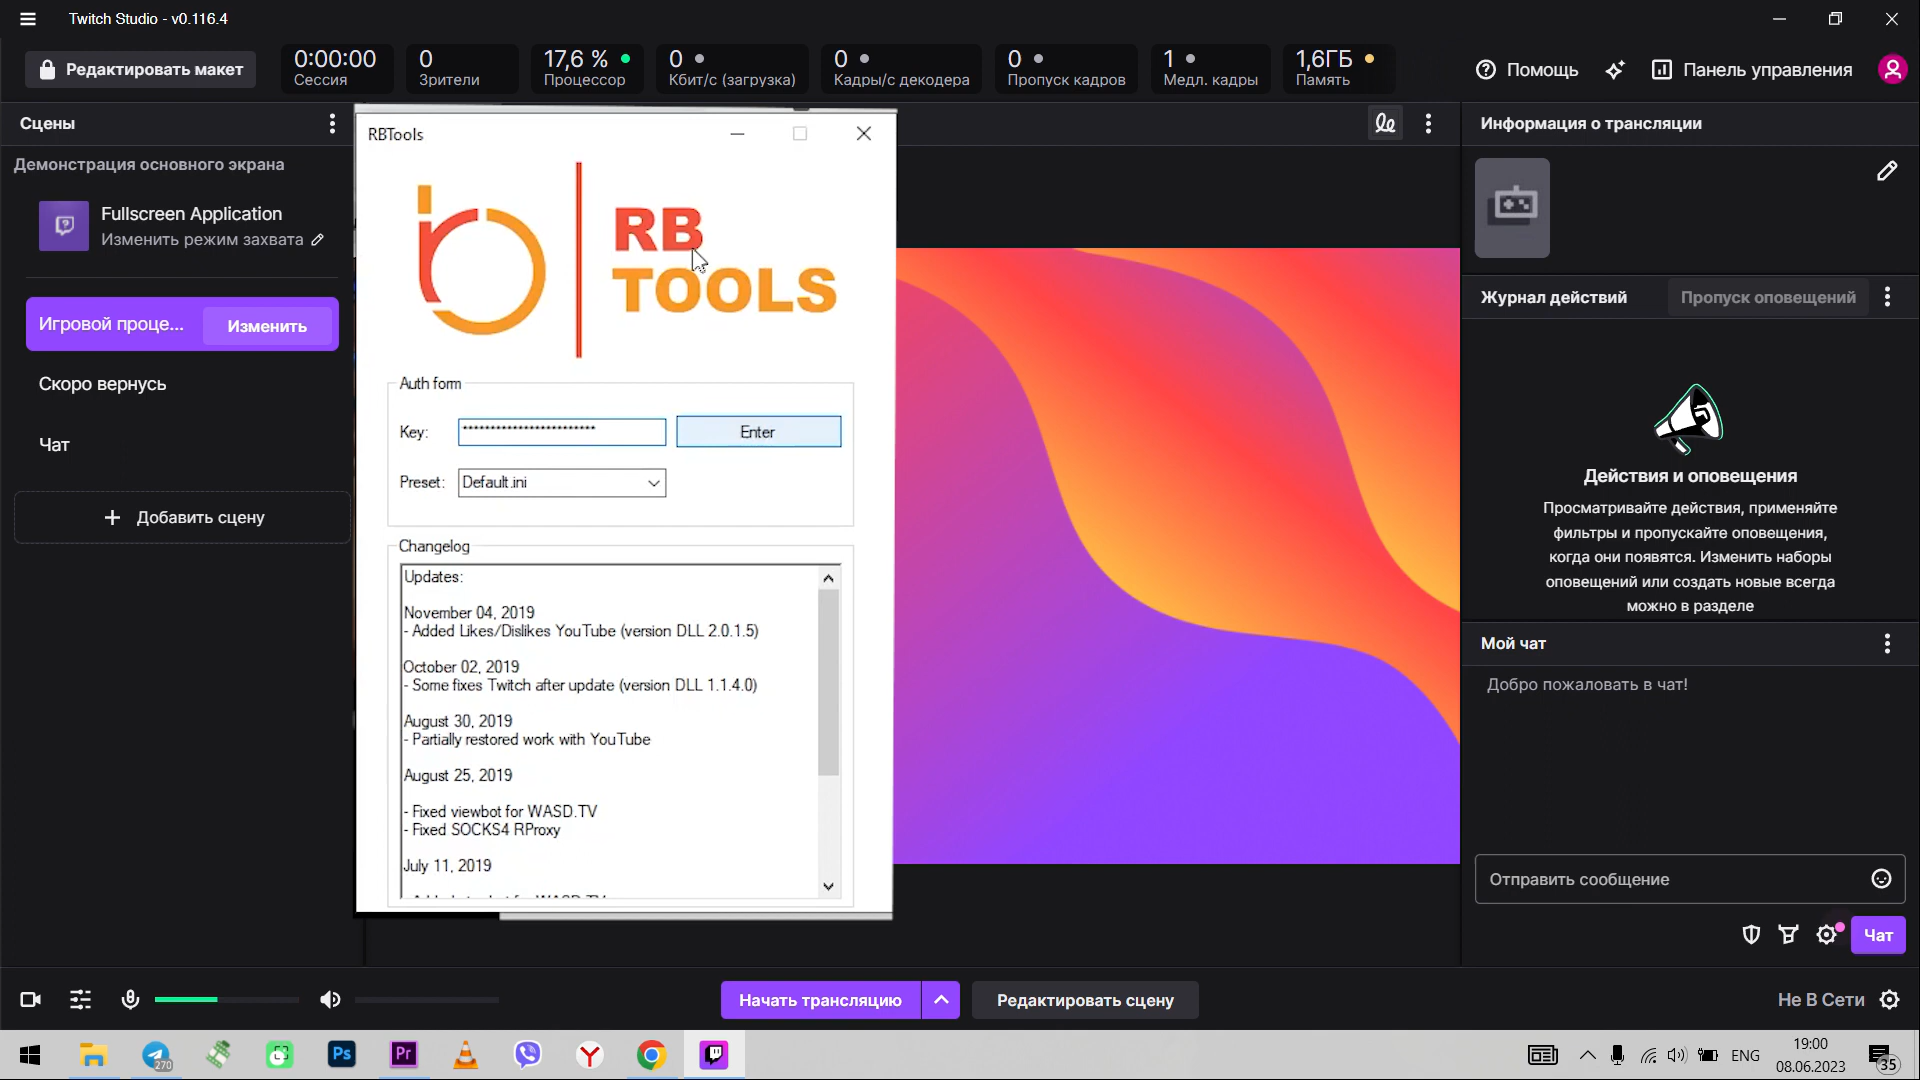 Twitch Studio - v0.116.4
Редактировать макет
0:00:00
Сессия
0
Зрители
17,6 %
Процессор
0
Кбит/с (загрузка)
0
Кадры/с декодера
0
Пропуск кадров
1
Медл. кадры
1,6ГБ
Память
Помощь
Панель управления
Сцены
Демонстрация основного экрана
Fullscreen Application
Изменить режим захвата
Игровой проце...
Изменить
Скоро вернусь
Чат
+ Добавить сцену
RBTools
RB
TOOLS
Auth form
Key: ************************
Enter
Preset: Default.ini
Changelog
Updates:
November 04, 2019
- Added Likes/Dislikes YouTube (version DLL 2.0.1.5)
October 02, 2019
- Some fixes Twitch after update (version DLL 1.1.4.0)
August 30, 2019
- Partially restored work with YouTube
August 25, 2019
- Fixed viewbot for WASD.TV
- Fixed SOCKS4 RProxy
July 11, 2019
Информация о трансляции
Журнал действий
Пропуск оповещений
Действия и оповещения
Просматривайте действия, применяйте
фильтры и пропускайте оповещения,
когда они появятся. Изменить наборы
оповещений или создать новые всегда
можно в разделе
Мой чат
Добро пожаловать в чат!
Отправить сообщение
Чат
Начать трансляцию
Редактировать сцену
Не В Сети
270
Ps
Pr
ENG
19:00
08.06.2023
35